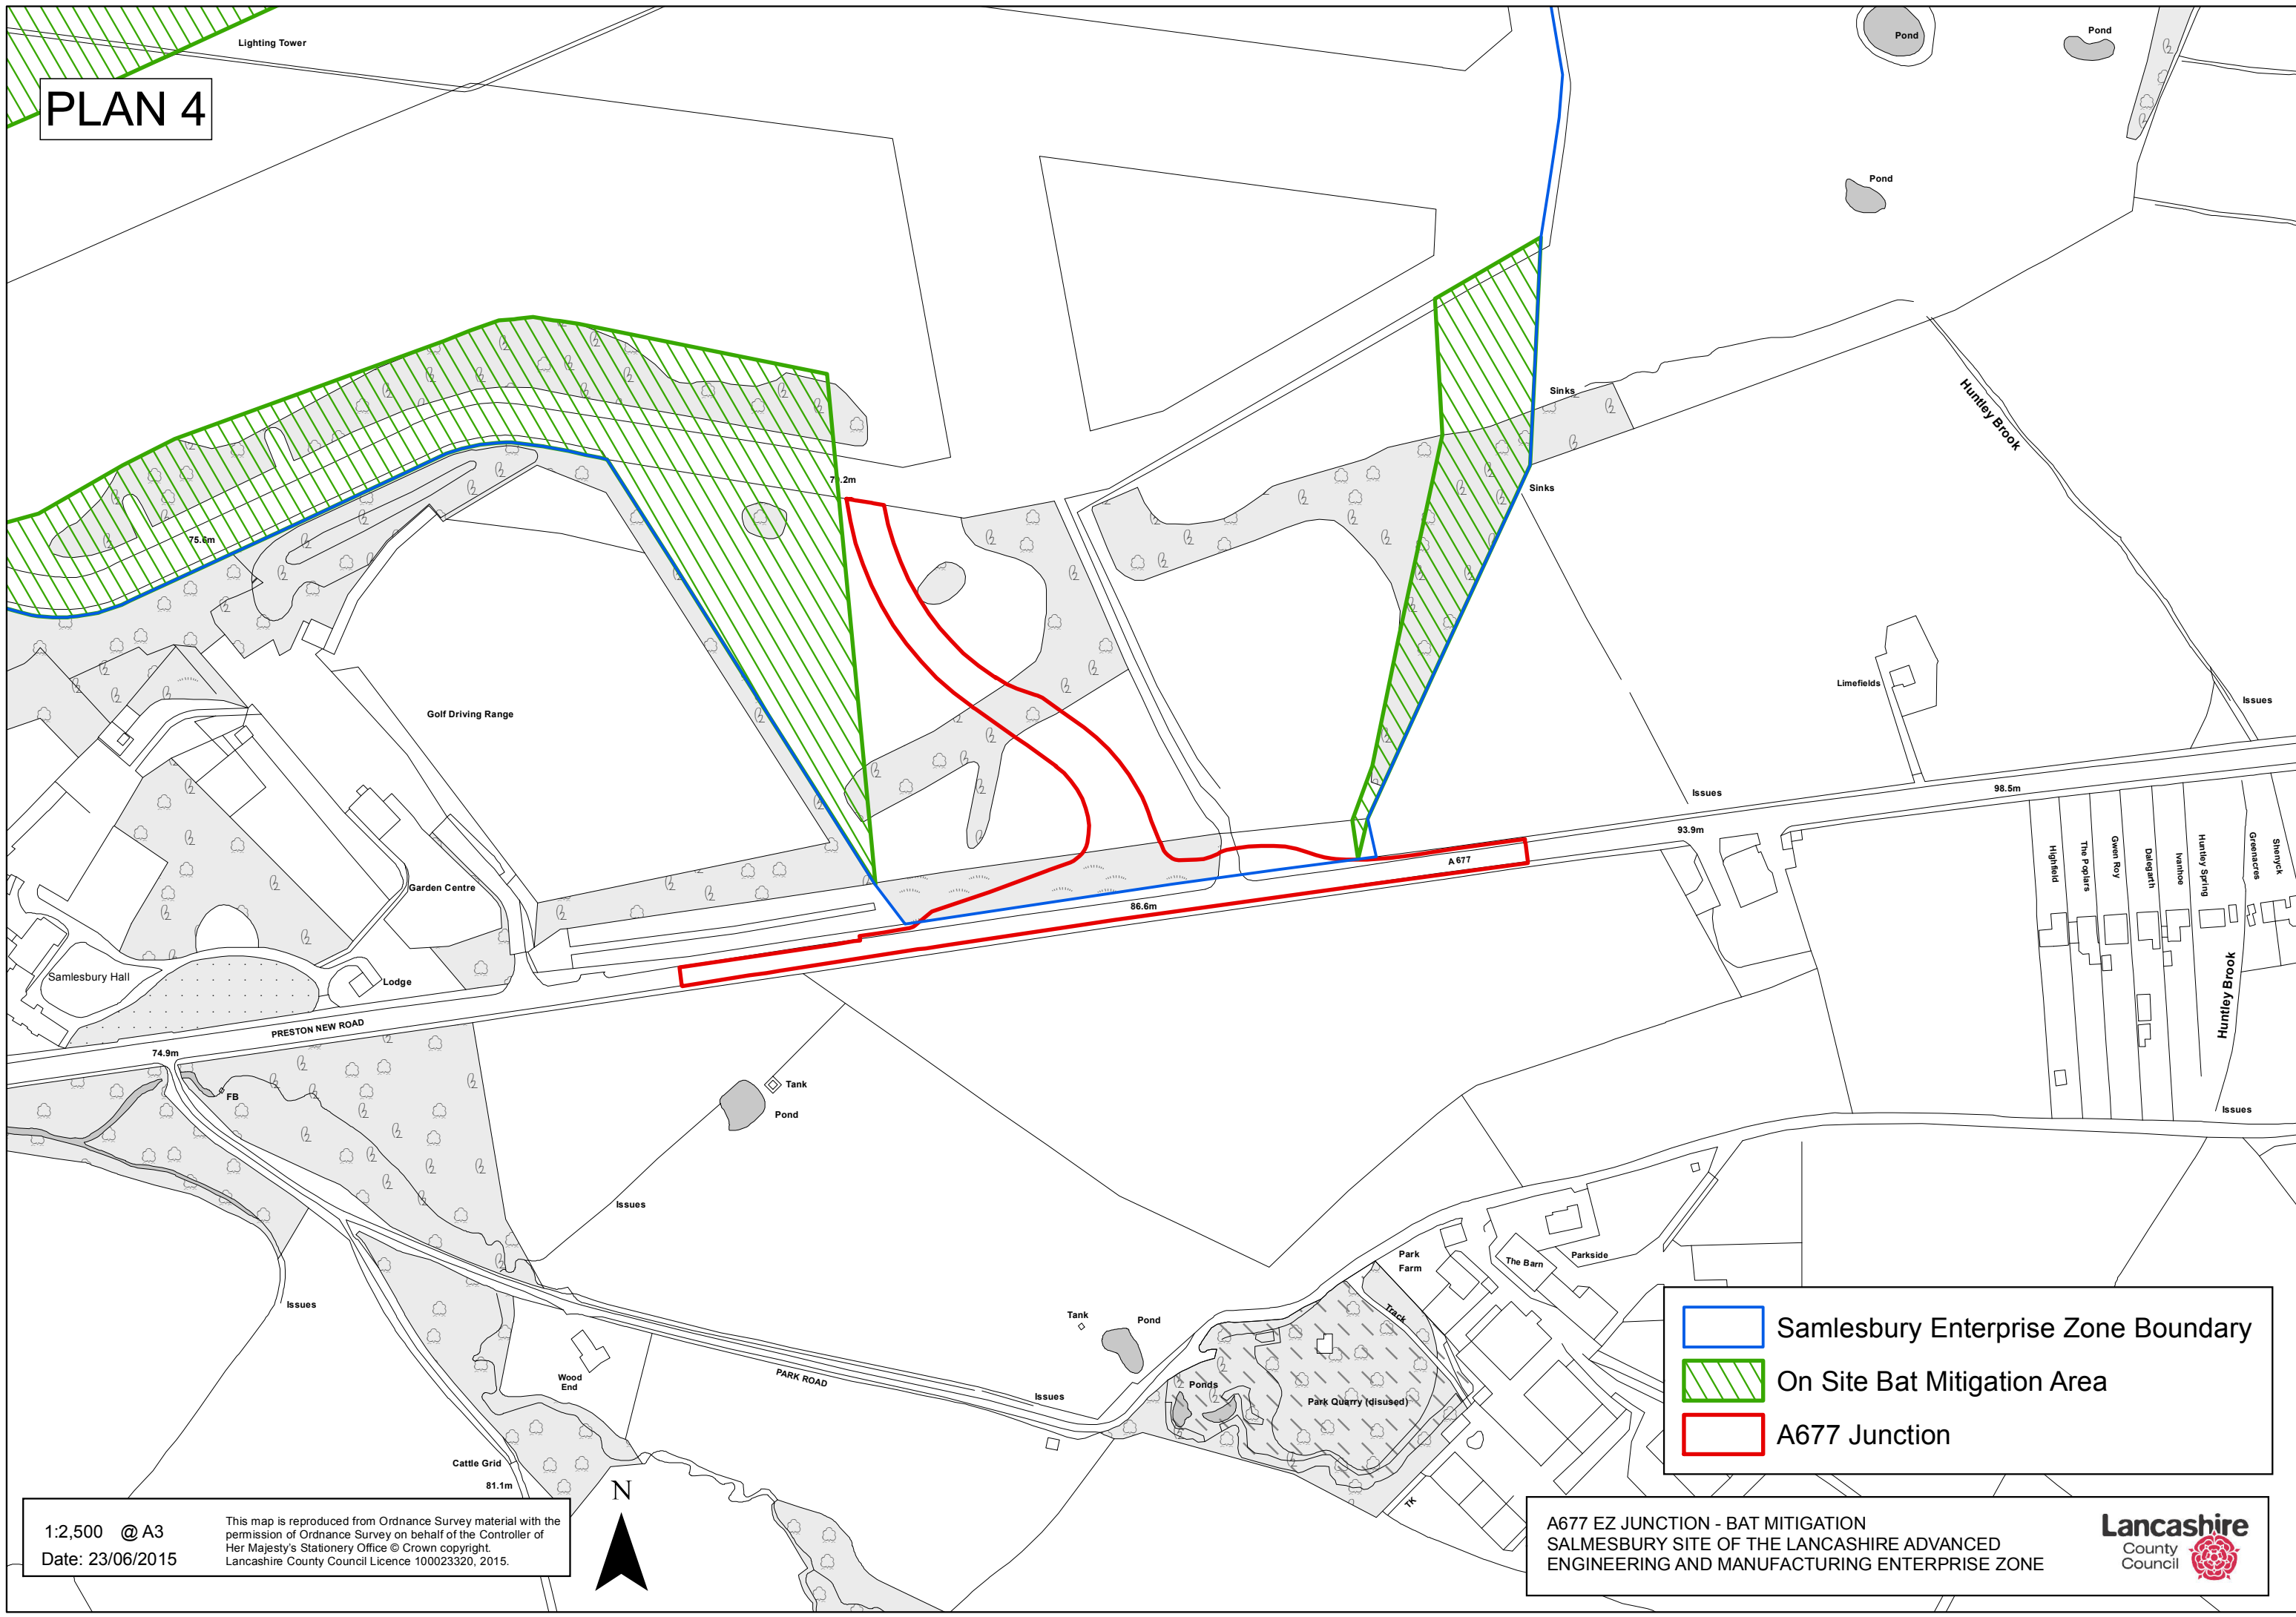 Lighting Tower
PLAN 4
Pond
Pond
Pond
Sinks
Sinks
Huntley Brook
75.6m
Golf Driving Range
Limefields
Issues
Issues
98.5m
93.9m
A 677
86.6m
Highfield
The Poplars
Gwen Roy
Dalegarth
Ivanhoe
Huntley Spring
Greenacres
Shenyck
Huntley Brook
Issues
Garden Centre
Samlesbury Hall
Lodge
PRESTON NEW ROAD
74.9m
FB
Tank
Pond
Issues
Issues
Wood
End
PARK ROAD
Cattle Grid
81.1m
Tank
Pond
Issues
Ponds
Park Quarry (disused)
Track
Park
Farm
The Barn
Parkside
TK
Samlesbury Enterprise Zone Boundary
On Site Bat Mitigation Area
A677 Junction
N
1:2,500 @ A3
Date: 23/06/2015
This map is reproduced from Ordnance Survey material with the
permission of Ordnance Survey on behalf of the Controller of
Her Majesty's Stationery Office © Crown copyright.
Lancashire County Council Licence 100023320, 2015.
A677 EZ JUNCTION - BAT MITIGATION
SALMESBURY SITE OF THE LANCASHIRE ADVANCED
ENGINEERING AND MANUFACTURING ENTERPRISE ZONE
Lancashire
County
Council